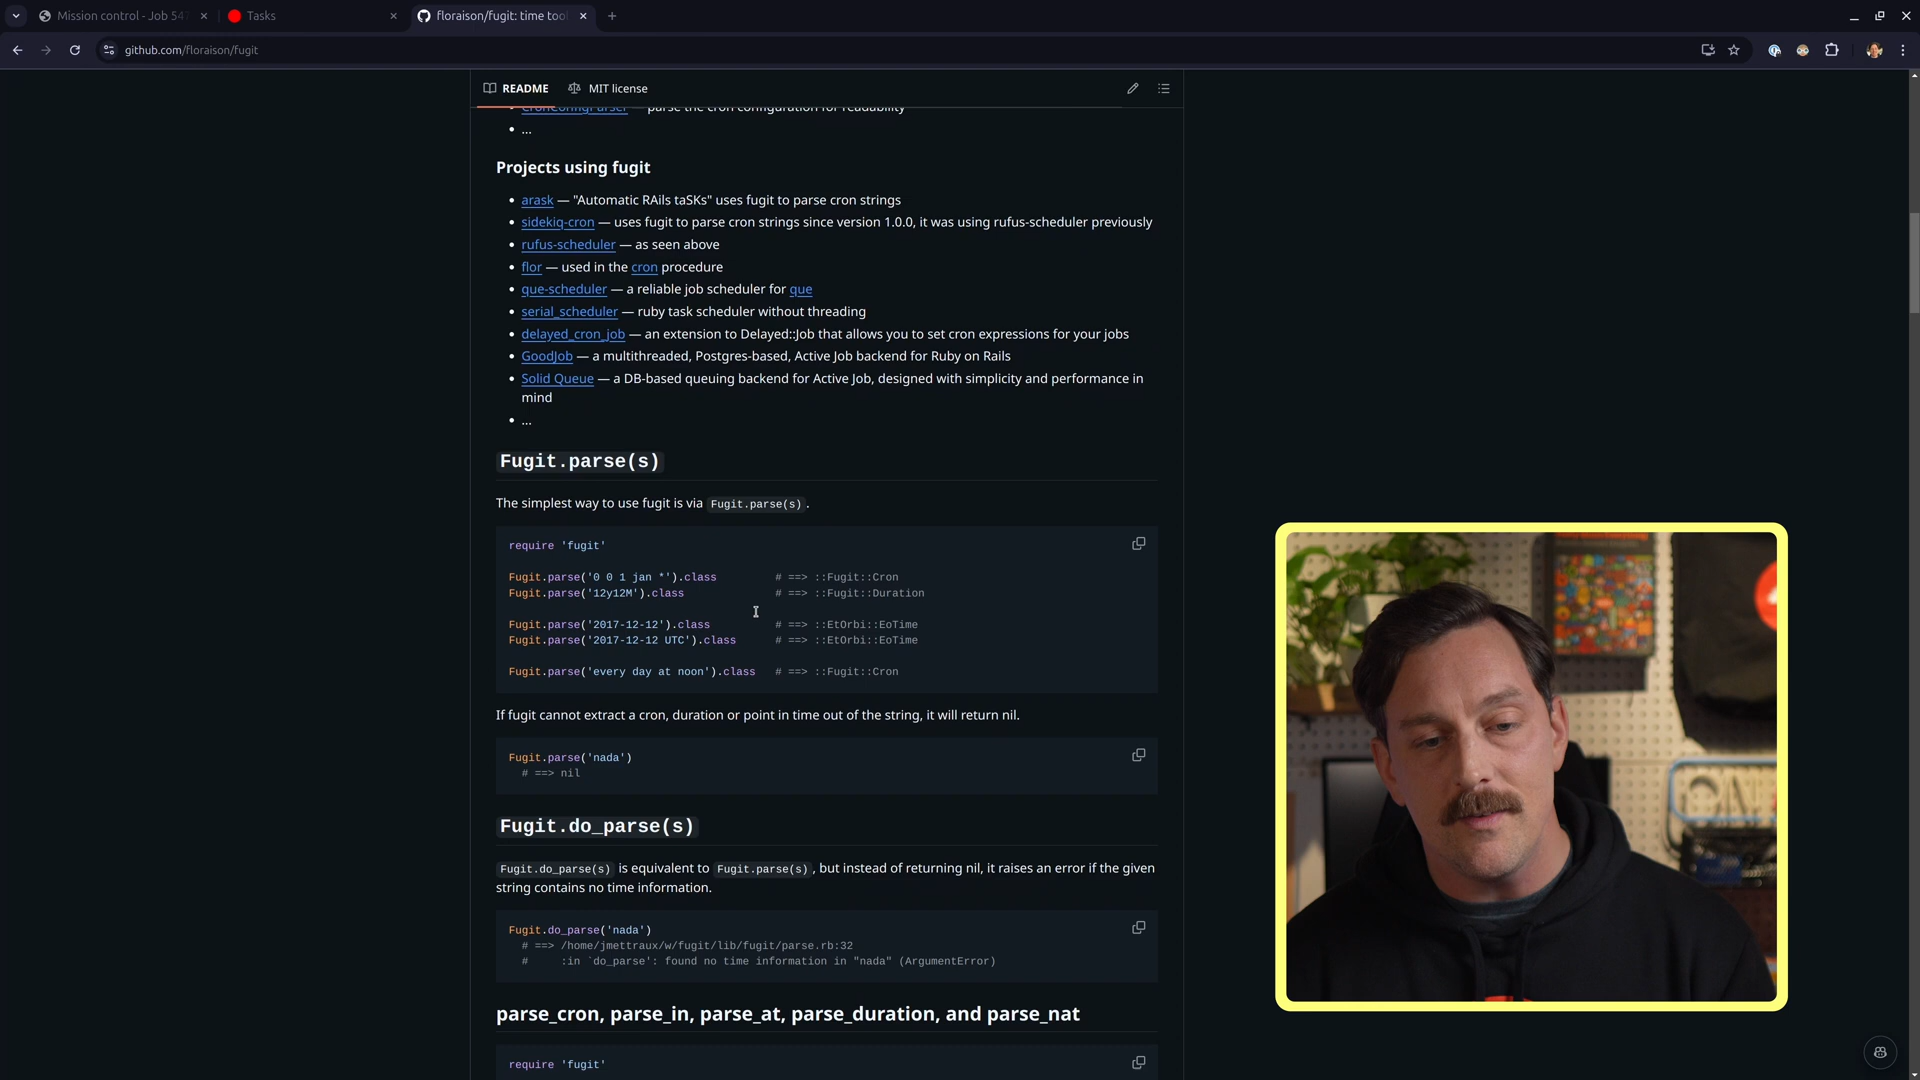 Mission control - Job 547
Tasks
floraison/fugit: time too
github.com/floraison/fugit
README
MIT license
CronConfigParser — parse the cron configuration for readability
...
Projects using fugit
arask — "Automatic RAils taSKs" uses fugit to parse cron strings
sidekiq-cron — uses fugit to parse cron strings since version 1.0.0, it was using rufus-scheduler previously
rufus-scheduler — as seen above
flor — used in the cron procedure
que-scheduler — a reliable job scheduler for que
serial_scheduler — ruby task scheduler without threading
delayed_cron_job — an extension to Delayed::Job that allows you to set cron expressions for your jobs
GoodJob — a multithreaded, Postgres-based, Active Job backend for Ruby on Rails
Solid Queue — a DB-based queuing backend for Active Job, designed with simplicity and performance in
mind
...
Fugit.parse(s)
The simplest way to use fugit is via Fugit.parse(s).
require 'fugit'
Fugit.parse('0 0 1 jan *').class # ==> ::Fugit::Cron
Fugit.parse('12y12M').class # ==> ::Fugit::Duration
Fugit.parse('2017-12-12').class # ==> ::EtOrbi::EoTime
Fugit.parse('2017-12-12 UTC').class # ==> ::EtOrbi::EoTime
Fugit.parse('every day at noon').class # ==> ::Fugit::Cron
If fugit cannot extract a cron, duration or point in time out of the string, it will return nil.
Fugit.parse('nada')
# ==> nil
Fugit.do_parse(s)
Fugit.do_parse(s) is equivalent to Fugit.parse(s), but instead of returning nil, it raises an error if the given
string contains no time information.
Fugit.do_parse('nada')
# ==> /home/jmettraux/w/fugit/lib/fugit/parse.rb:32
# :in `do_parse': found no time information in "nada" (ArgumentError)
parse_cron, parse_in, parse_at, parse_duration, and parse_nat
require 'fugit'